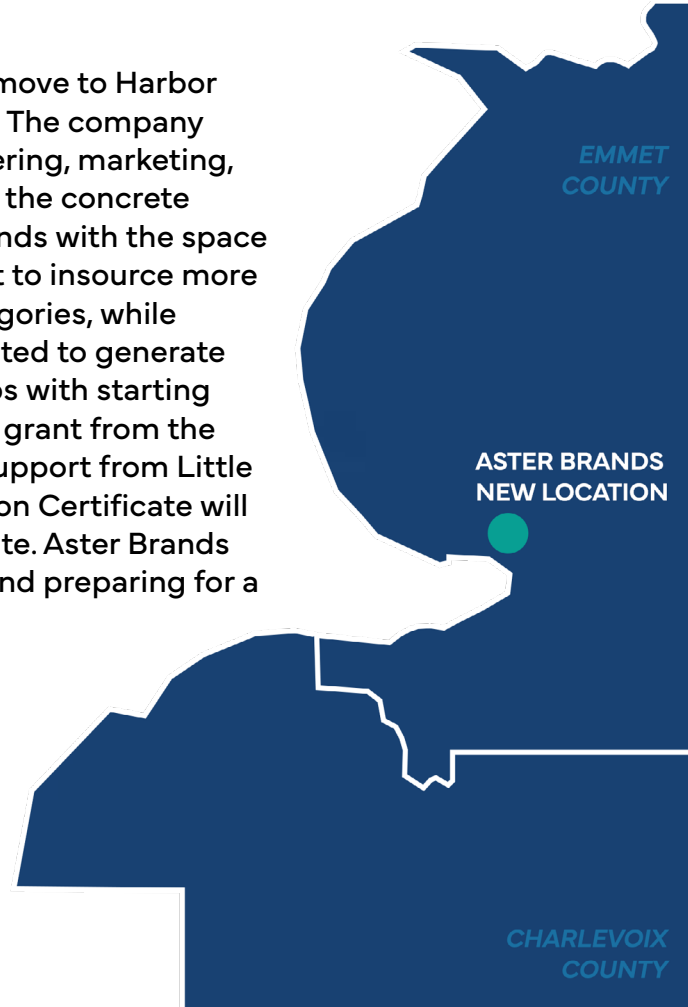 move to Harbor
The company
ering, marketing,
the concrete
nds with the space
t to insource more
gories, while
ted to generate
s with starting
grant from the
upport from Little
on Certificate will
te. Aster Brands
nd preparing for a
EMMET
COUNTY
ASTER BRANDS
NEW LOCATION
CHARLEVOIX
COUNTY